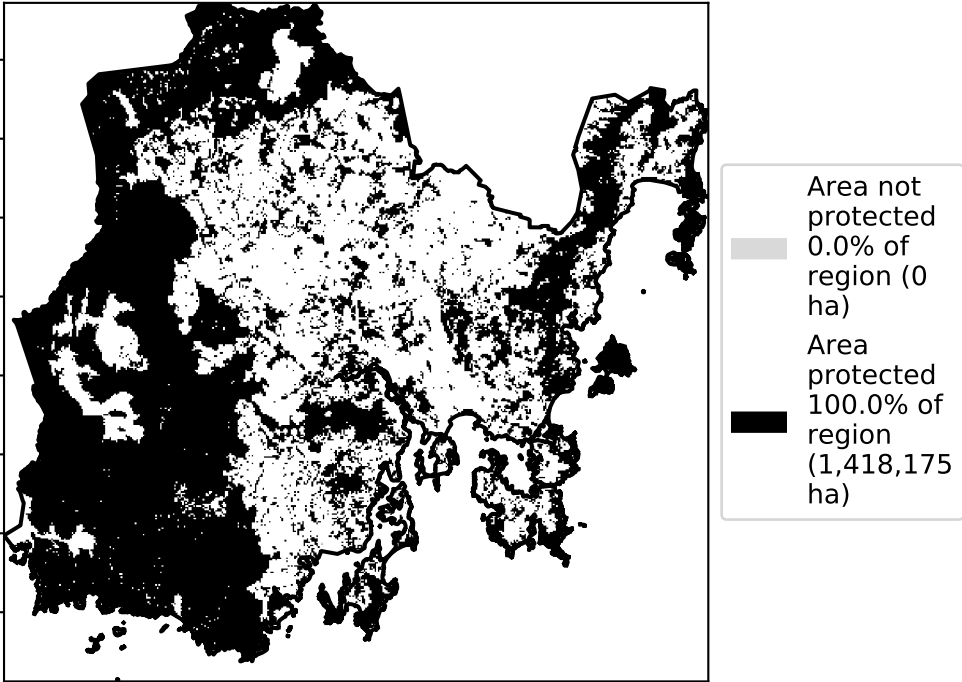 Area not
protected
0.0% of
region (0
ha)
Area
protected
100.0% of
region
(1,418,175
ha)